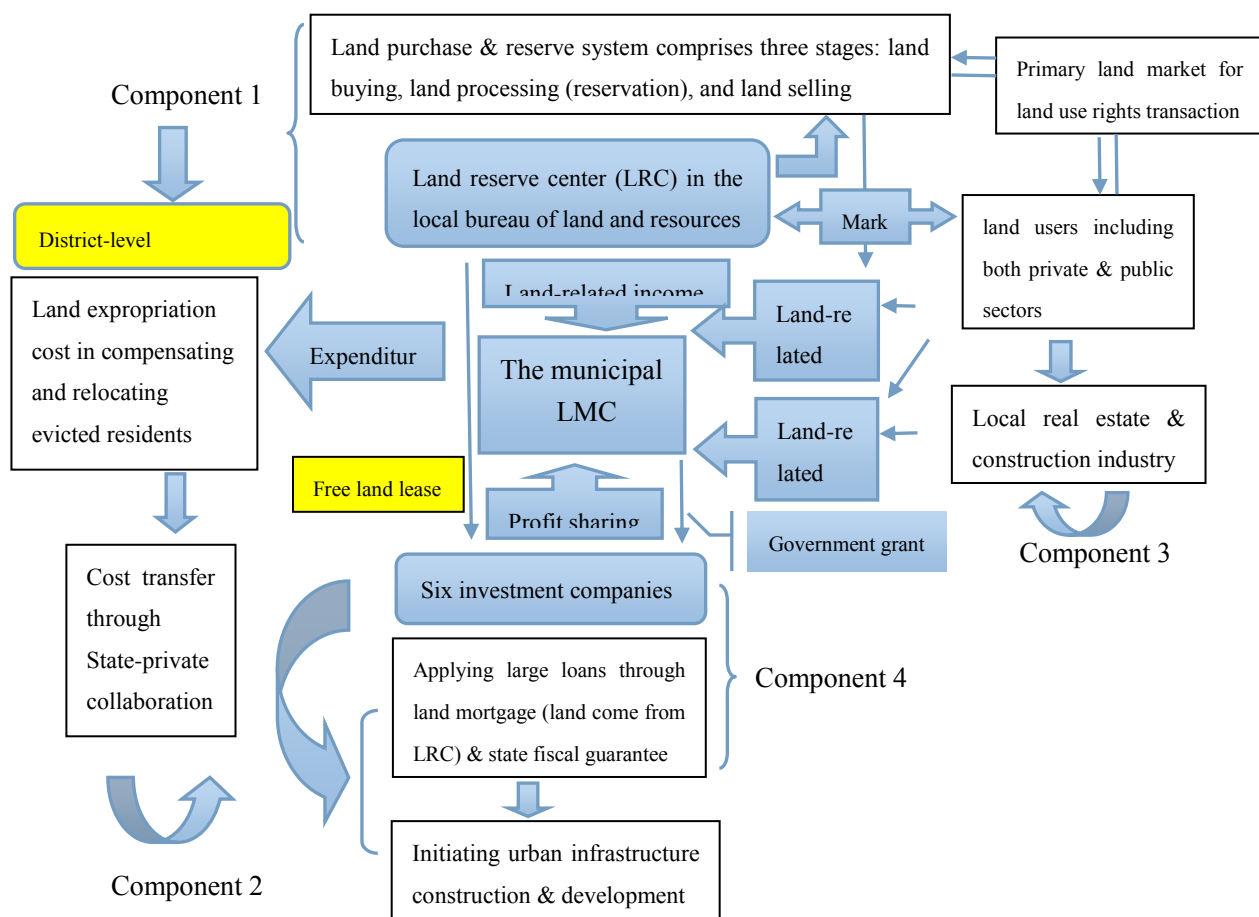 Land purchase & reserve system comprises three stages: land
buying, land processing (reservation), and land selling
Primary land market for
land use rights transaction
Component 1
Land reserve center (LRC) in the
local bureau of land and resources
Mark
land users including
both private & public
sectors
District-level
Land expropriation
cost in compensating
and relocating
evicted residents
Expenditur
Land-related income
The municipal
LMC
Land-re
lated
Land-re
lated
Local real estate &
construction industry
Free land lease
Profit sharing
Government grant
Component 3
Cost transfer
through
State-private
collaboration
Six investment companies
Applying large loans through
land mortgage (land come from
LRC) & state fiscal guarantee
Component 4
Initiating urban infrastructure
construction & development
Component 2